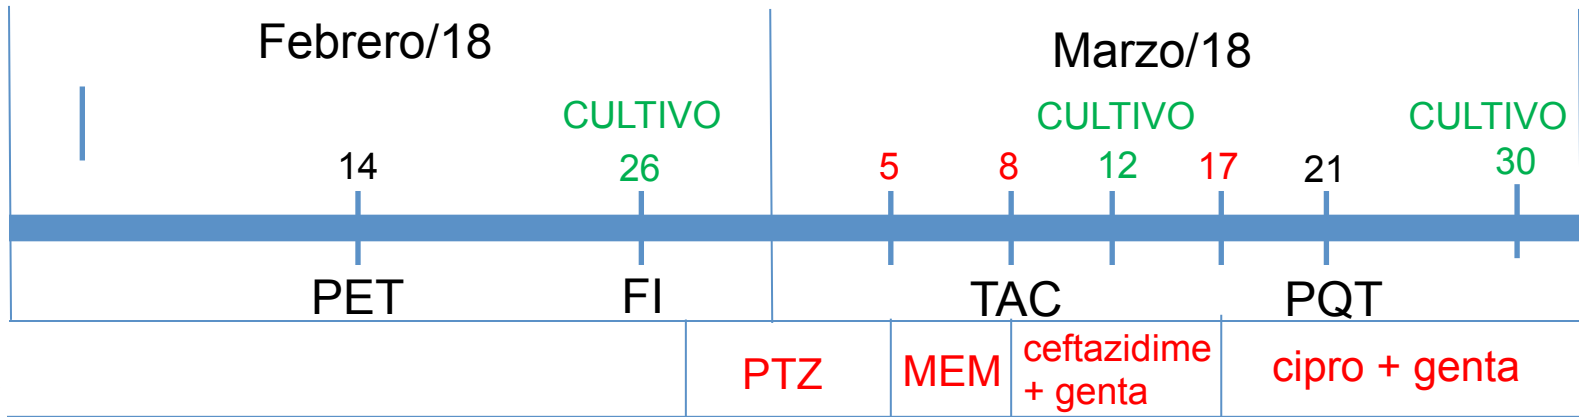 Febrero/18
Marzo/18
CULTIVO
CULTIVO
CULTIVO
14
26
5
8
12
17
21
30
PET
FI
TAC
PQT
PTZ
MEM
ceftazidime
+ genta
cipro + genta